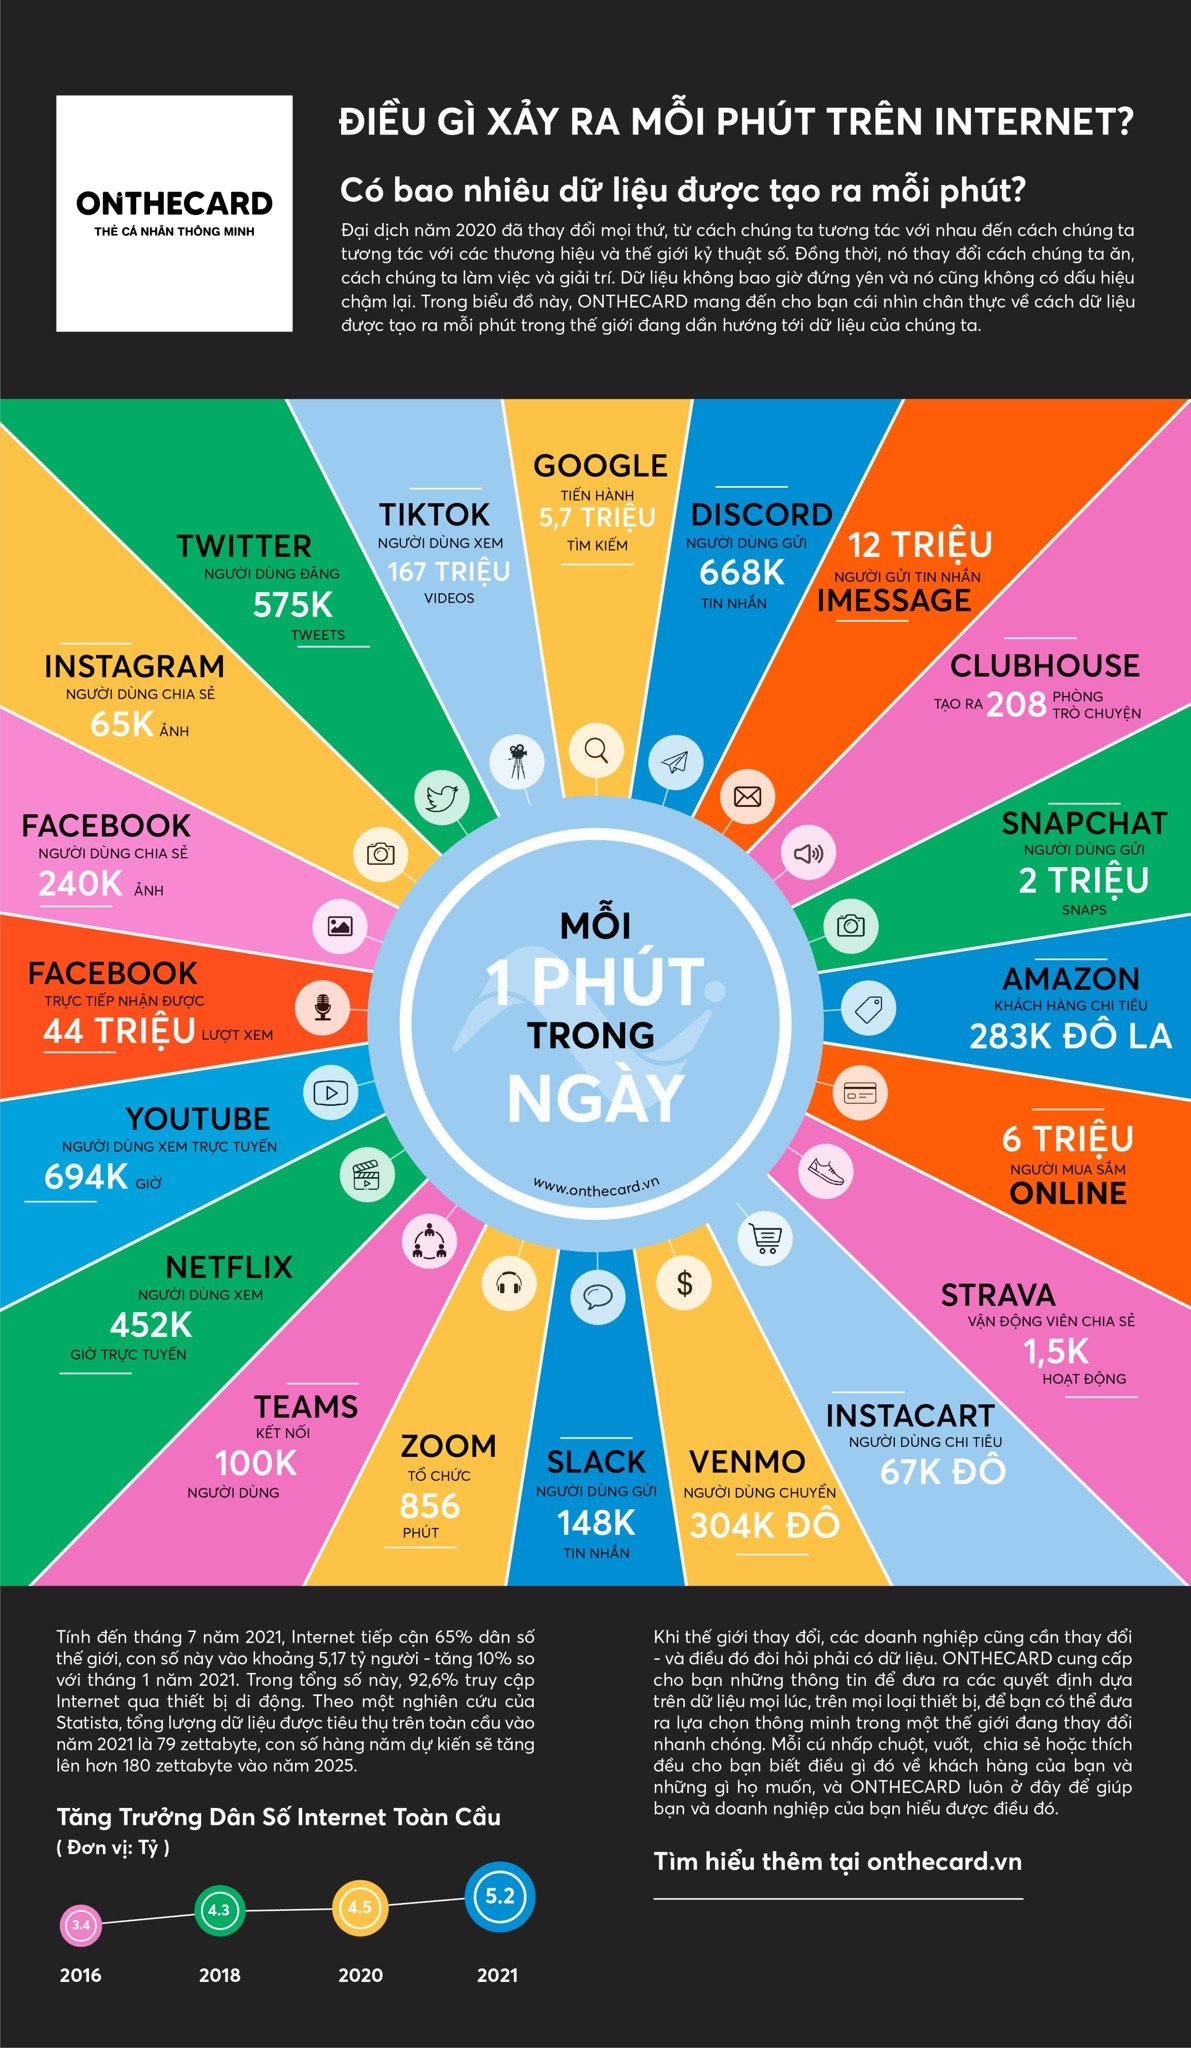 ONTHECARD
THẺ CÁ NHÂN THÔNG MINH
ĐIỀU GÌ XẢY RA MỖI PHÚT TRÊN INTERNET?
Có bao nhiêu dữ liệu được tạo ra mỗi phút?
Đại dịch năm 2020 đã thay đổi mọi thứ, từ cách chúng ta tương tác với nhau đến cách chúng ta
tương tác với các thương hiệu và thế giới kỷ thuật số. Đồng thời, nó thay đổi cách chúng ta ăn,
cách chúng ta làm việc và giải trí. Dữ liệu không bao giờ đứng yên và nó cũng không có dấu hiệu
chậm lại. Trong biểu đồ này, ONTHECARD mang đến cho bạn cái nhìn chân thực về cách dữ liệu
được tạo ra mỗi phút trong thế giới đang dần hướng tới dữ liệu của chúng ta.
GOOGLE
TIẾN HÀNH
5,7 TRIỆU
TÌM KIẾM
DISCORD
NGƯỜI DÙNG GỬI
668K
TIN NHẮN
12 TRIỆU
NGƯỜI GỬI TIN NHẮN
IMESSAGE
CLUBHOUSE
TẠO RA 208 PHÒNG
TRÒ CHUYỆN
SNAPCHAT
NGƯỜI DÙNG GỬI
2 TRIỆU
SNAPS
AMAZON
KHÁCH HÀNG CHI TIÊU
283K ĐÔ LA
6 TRIỆU
NGƯỜI MUA SẮM
ONLINE
STRAVA
VẬN ĐỘNG VIÊN CHIA SẺ
1,5K
HOẠT ĐỘNG
INSTACART
NGƯỜI DÙNG CHI TIÊU
67K ĐÔ
VENMO
NGƯỜI DÙNG CHUYỂN
304K ĐÔ
SLACK
NGƯỜI DÙNG GỬI
148K
TIN NHẮN
ZOOM
TỔ CHỨC
856
PHÚT
TEAMS
KẾT NỐI
100K
NGƯỜI DÙNG
NETFLIX
NGƯỜI DÙNG XEM
452K
GIỜ TRỰC TUYẾN
YOUTUBE
NGƯỜI DÙNG XEM TRỰC TUYẾN
694K GIỜ
FACEBOOK
TRỰC TIẾP NHẬN ĐƯỢC
44 TRIỆU LƯỢT XEM
FACEBOOK
NGƯỜI DÙNG CHIA SẺ
240K ẢNH
INSTAGRAM
NGƯỜI DÙNG CHIA SẺ
65K ẢNH
TWITTER
NGƯỜI DÙNG ĐĂNG
575K
TWEETS
TIKTOK
NGƯỜI DÙNG XEM
167 TRIỆU
VIDEOS
$
MỖI
1 PHÚT
TRONG
NGÀY
www.onthecard.vn
Tính đến tháng 7 năm 2021, Internet tiếp cận 65% dân số
thế giới, con số này vào khoảng 5,17 tỷ người - tăng 10% so
với tháng 1 năm 2021. Trong tổng số này, 92,6% truy cập
Internet qua thiết bị di động. Theo một nghiên cứu của
Statista, tổng lượng dữ liệu được tiêu thụ trên toàn cầu vào
năm 2021 là 79 zettabyte, con số hàng năm dự kiến sẽ tăng
lên hơn 180 zettabyte vào năm 2025.
Tăng Trưởng Dân Số Internet Toàn Cầu
( Đơn vị: Tỷ )
3.4
4.3
4.5
5.2
2016
2018
2020
2021
Khi thế giới thay đổi, các doanh nghiệp cũng cần thay đổi
- và điều đó đòi hỏi phải có dữ liệu. ONTHECARD cung cấp
cho bạn những thông tin để đưa ra các quyết định dựa
trên dữ liệu mọi lúc, trên mọi loại thiết bị, để bạn có thể đưa
ra lựa chọn thông minh trong một thế giới đang thay đổi
nhanh chóng. Mỗi cú nhấp chuột, vuốt, chia sẻ hoặc thích
đều cho bạn biết điều gì đó về khách hàng của bạn và
những gì họ muốn, và ONTHECARD luôn ở đây để giúp
bạn và doanh nghiệp của bạn hiểu được điều đó.
Tìm hiểu thêm tại onthecard.vn